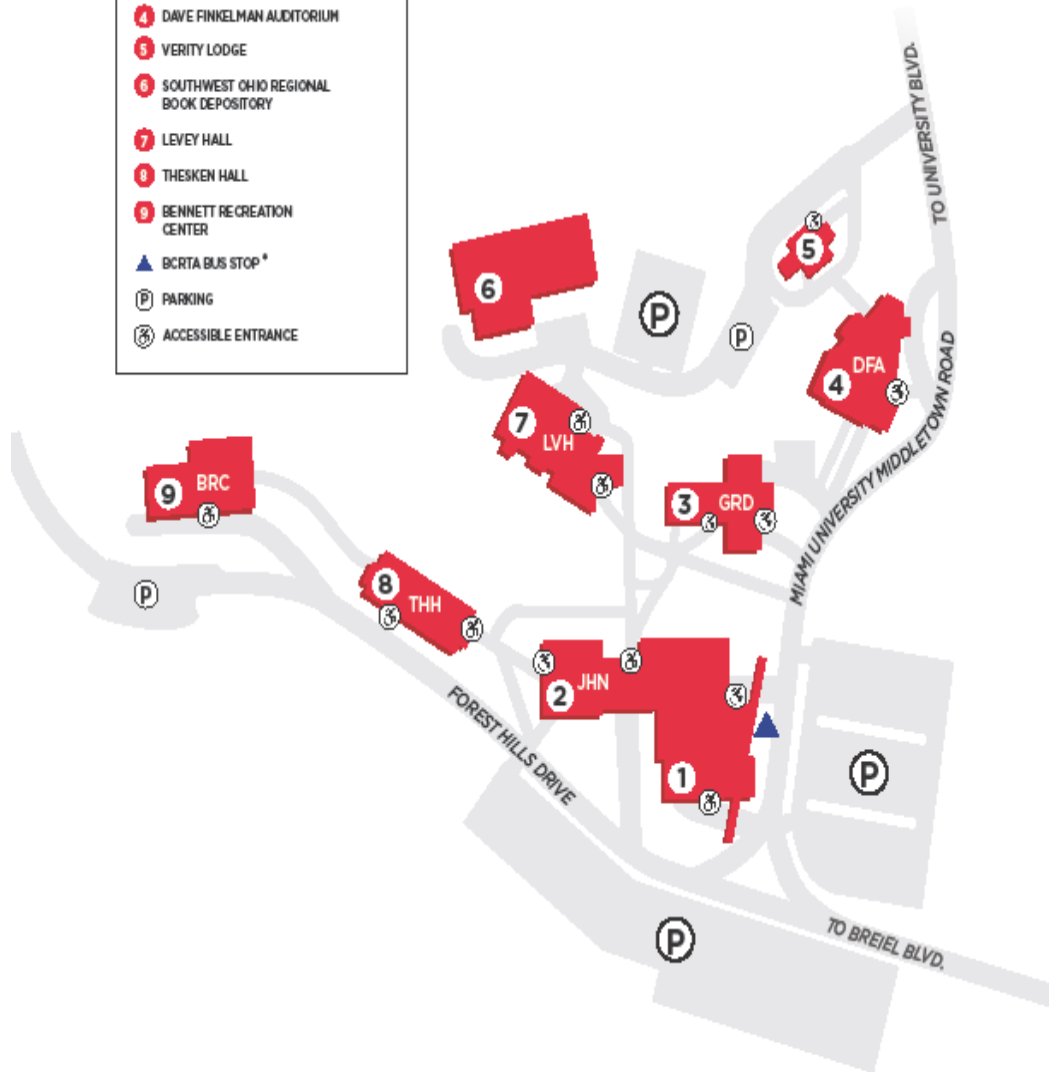 4 DAVE FINKELMAN AUDITORIUM
5 VERITY LODGE
6 SOUTHWEST OHIO REGIONAL
BOOK DEPOSITORY
7 LEVEY HALL
8 THESKEN HALL
9 BENNETT RECREATION
CENTER
BCRTA BUS STOP *
P PARKING
ACCESSIBLE ENTRANCE
TO UNIVERSITY BLVD.
5
6
P
P
DFA
4
7
LVH
MIAMI UNIVERSITY MIDDLETOWN ROAD
9 BRC
3 GRD
P
8
THH
2 JHN
FOREST HILLS DRIVE
1
P
P
TO BREIEL BLVD.